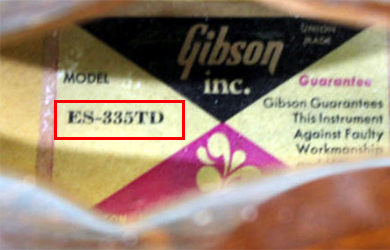 Gibson
inc.
UNION
MADE
MODEL
ES-335TD
Guarantee
Gibson Guarantees
This Instrument
Against Faulty
Workmanship